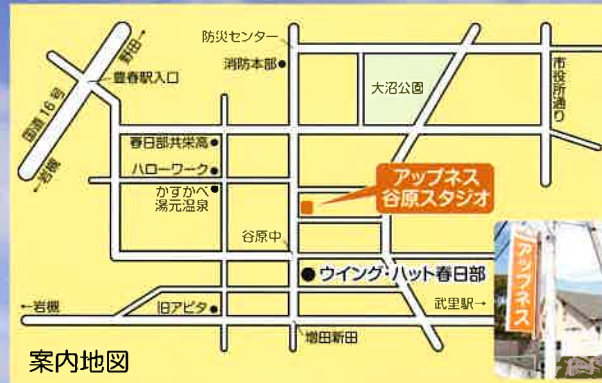 防災センター
野田→
消防本部
豊春駅入口
大沼公園
市役所通り
国道16号
春日部共栄高
←岩槻
ハローワーク
アップネス
谷原スタジオ
かすかべ
湯元温泉
谷原中
ウイング・ハット春日部
アップネス
←岩槻
旧アピタ
武里駅→
増田新田
案内地図